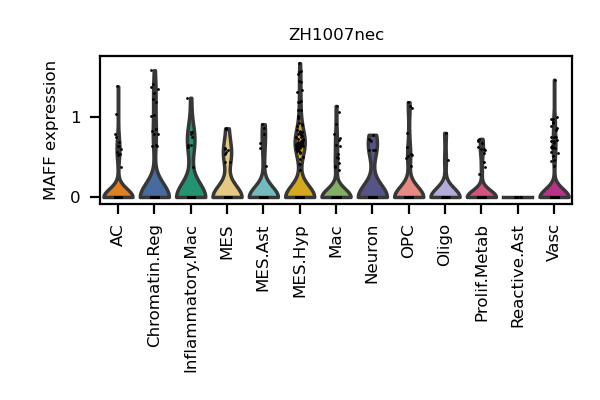 ZH1007nec
MAFF expression
1
0
AC
Chromatin.Reg
Inflammatory.Mac
MES
MES.Ast
MES.Hyp
Mac
Neuron
OPC
Oligo
Prolif.Metab
Reactive.Ast
Vasc